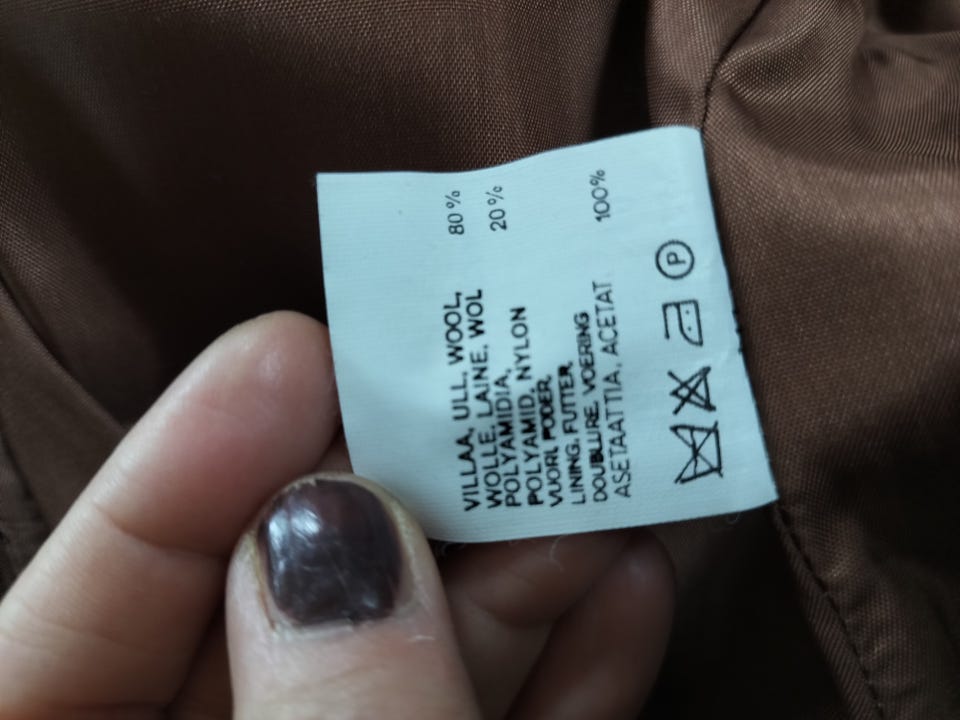 VILLAA, ULL, WOOL, 80%
WOLLE, LAINE, WOL
POLYAMIDIA, 20%
POLYAMID, NYLON
VUORI, FODER,
LINING, FUTTER,
DOUBLURE, VOERING
ASETAATTIA, ACETAT 100%
P